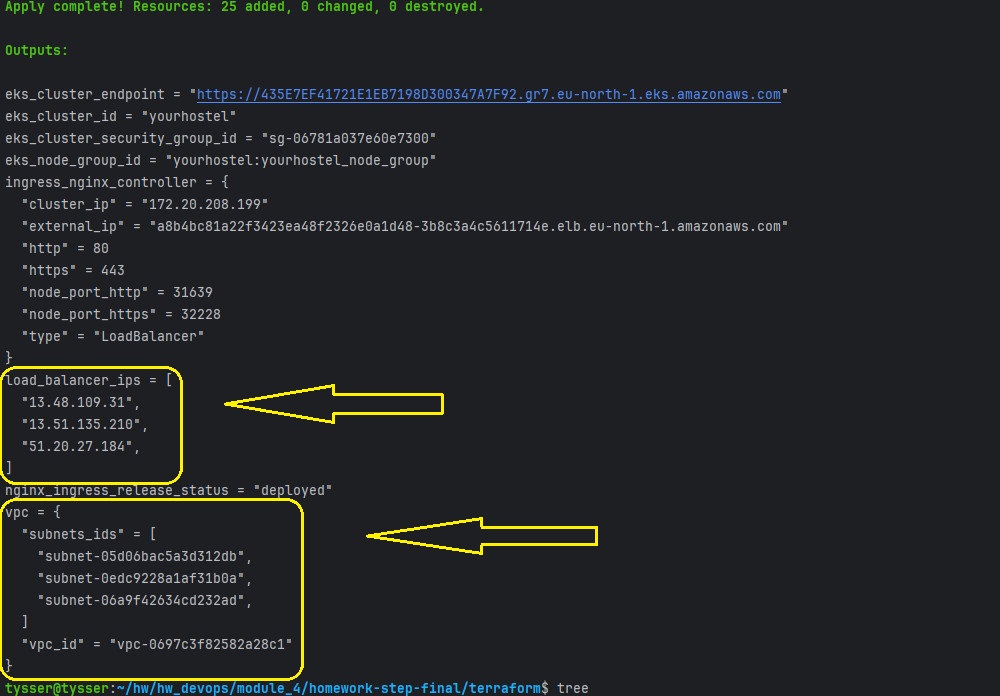 Apply complete! Resources: 25 added, 0 changed, 0 destroyed.
Outputs:
eks_cluster_endpoint = "https://435E7EF41721E1EB7198D300347A7F92.gr7.eu-north-1.eks.amazonaws.com"
eks_cluster_id = "yourhostel"
eks_cluster_security_group_id = "sg-06781a037e60e7300"
eks_node_group_id = "yourhostel:yourhostel_node_group"
ingress_nginx_controller = {
  "cluster_ip" = "172.20.208.199"
  "external_ip" = "a8b4bc81a22f3423ea48f2326e0a1d48-3b8c3a4c5611714e.elb.eu-north-1.amazonaws.com"
  "http" = 80
  "https" = 443
  "node_port_http" = 31639
  "node_port_https" = 32228
  "type" = "LoadBalancer"
}
load_balancer_ips = [
  "13.48.109.31",
  "13.51.135.210",
  "51.20.27.184",
]
nginx_ingress_release_status = "deployed"
vpc = {
  "subnets_ids" = [
    "subnet-05d06bac5a3d312db",
    "subnet-0edc9228a1af31b0a",
    "subnet-06a9f42634cd232ad",
  ]
  "vpc_id" = "vpc-0697c3f82582a28c1"
}
tysser@tysser:~/hw/hw_devops/module_4/homework-step-final/terraform$ tree